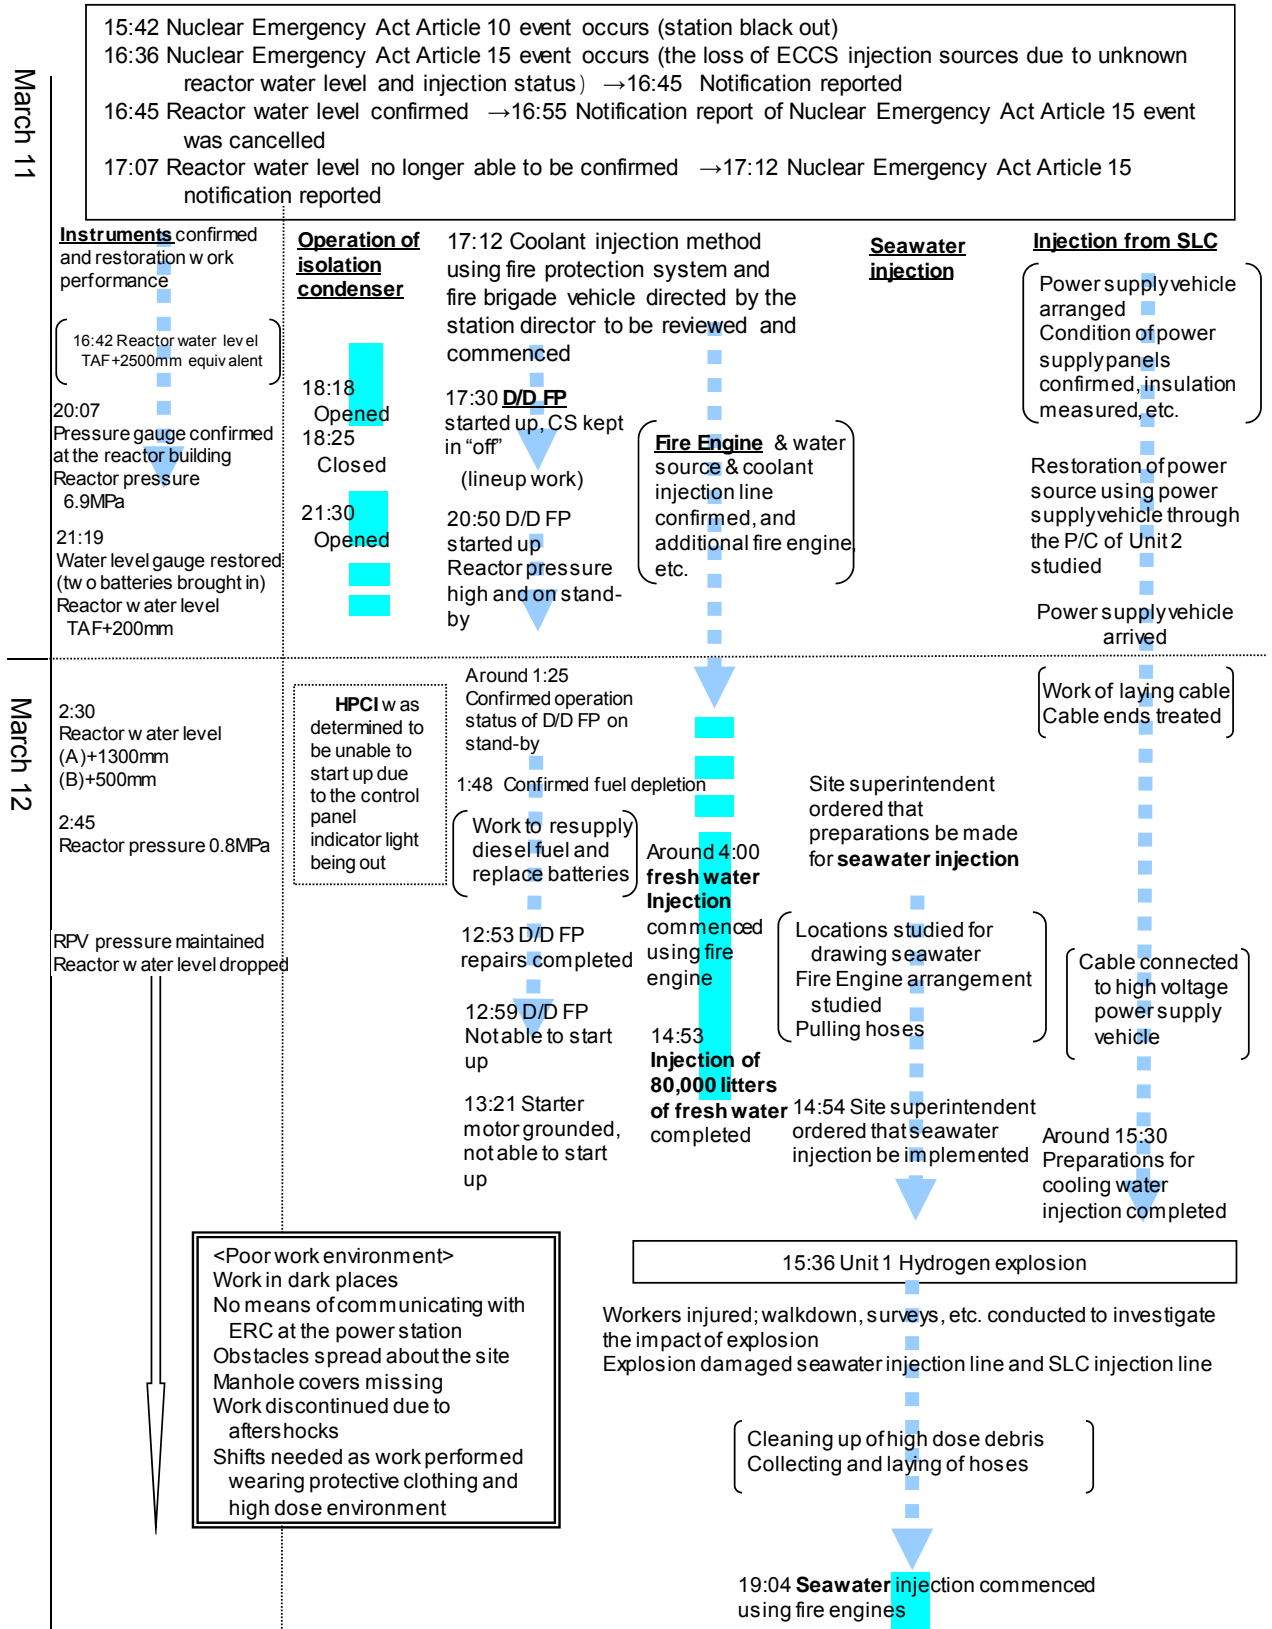 15:42 Nuclear Emergency Act Article 10 event occurs (station black out)
16:36 Nuclear Emergency Act Article 15 event occurs (the loss of ECCS injection sources due to unknown
reactor water level and injection status) →16:45 Notification reported
16:45 Reactor water level confirmed →16:55 Notification report of Nuclear Emergency Act Article 15 event
was cancelled
17:07 Reactor water level no longer able to be confirmed →17:12 Nuclear Emergency Act Article 15
notification reported
March 11
Instruments confirmed
and restoration work
performance
16:42 Reactor water level
TAF+2500mm equivalent
20:07
Pressure gauge confirmed
at the reactor building
Reactor pressure
6.9MPa
21:19
Water level gauge restored
(two batteries brought in)
Reactor water level
TAF+200mm
Operation of
isolation
condenser
18:18
Opened
18:25
Closed
21:30
Opened
17:12 Coolant injection method
using fire protection system and
fire brigade vehicle directed by the
station director to be reviewed and
commenced
17:30 D/D FP
started up, CS kept
in “off”
(lineup work)
20:50 D/D FP
started up
Reactor pressure
high and on stand-
by
Fire Engine & water
source & coolant
injection line
confirmed, and
additional fire engine,
etc.
Seawater
injection
Injection from SLC
Power supply vehicle
arranged
Condition of power
supply panels
confirmed, insulation
measured, etc.
Restoration of power
source using power
supply vehicle through
the P/C of Unit 2
studied
Power supply vehicle
arrived
March 12
2:30
Reactor water level
(A)+1300mm
(B)+500mm
2:45
Reactor pressure 0.8MPa
RPV pressure maintained
Reactor water level dropped
HPCI was
determined to
be unable to
start up due
to the control
panel
indicator light
being out
Around 1:25
Confirmed operation
status of D/D FP on
stand-by
1:48 Confirmed fuel depletion
Work to resupply
diesel fuel and
replace batteries
12:53 D/D FP
repairs completed
12:59 D/D FP
Not able to start
up
13:21 Starter
motor grounded,
not able to start
up
Around 4:00
fresh water
Injection
commenced
using fire
engine
14:53
Injection of
80,000 litters
of fresh water
completed
Site superintendent
ordered that
preparations be made
for seawater injection
Locations studied for
drawing seawater
Fire Engine arrangement
studied
Pulling hoses
14:54 Site superintendent
ordered that seawater
injection be implemented
Work of laying cable
Cable ends treated
Cable connected
to high voltage
power supply
vehicle
Around 15:30
Preparations for
cooling water
injection completed
<Poor work environment>
Work in dark places
No means of communicating with
ERC at the power station
Obstacles spread about the site
Manhole covers missing
Work discontinued due to
aftershocks
Shifts needed as work performed
wearing protective clothing and
high dose environment
15:36 Unit 1 Hydrogen explosion
Workers injured; walkdown, surveys, etc. conducted to investigate
the impact of explosion
Explosion damaged seawater injection line and SLC injection line
Cleaning up of high dose debris
Collecting and laying of hoses
19:04 Seawater injection commenced
using fire engines